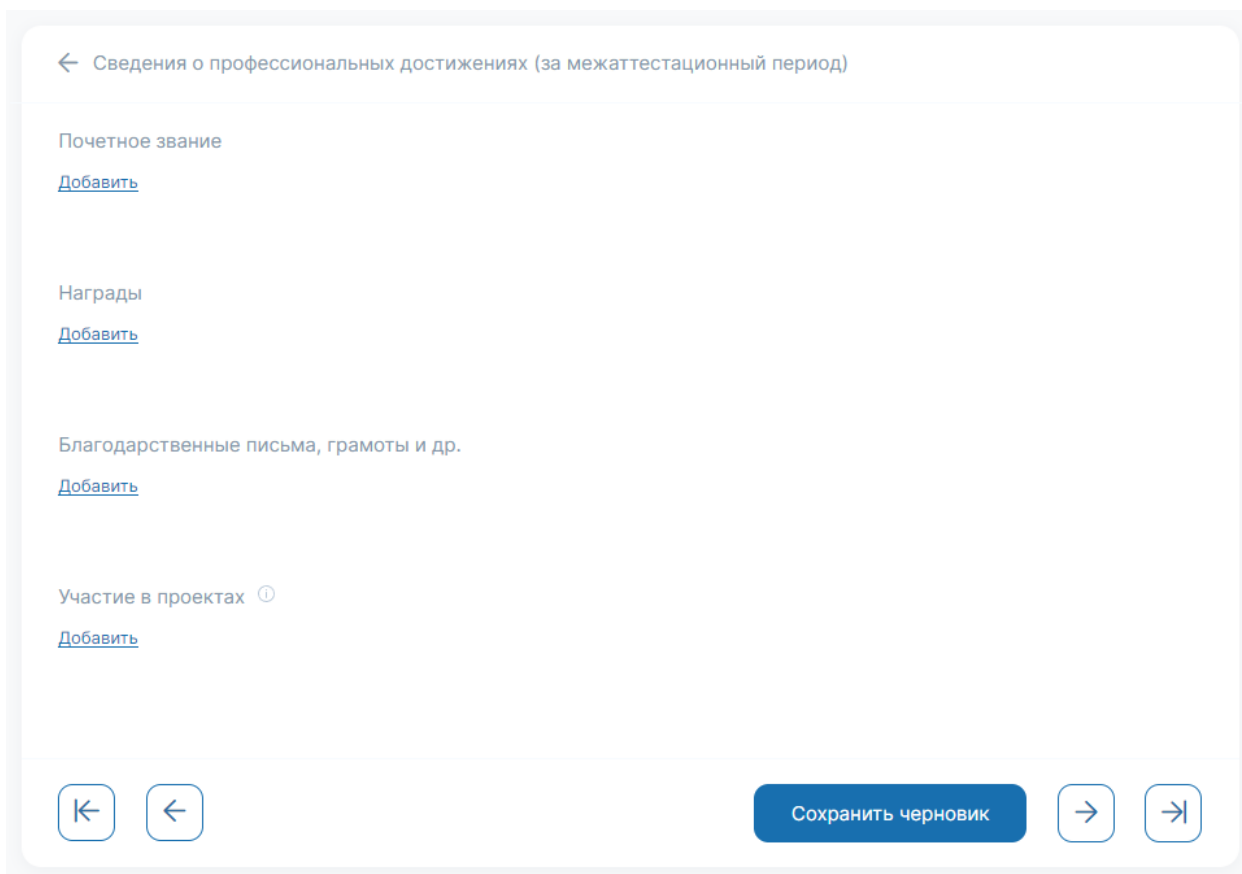 Сведения о профессиональных достижениях (за межаттестационный период)
Почетное звание
Добавить
Награды
Добавить
Благодарственные письма, грамоты и др.
Добавить
Участие в проектах
Добавить
Сохранить черновик